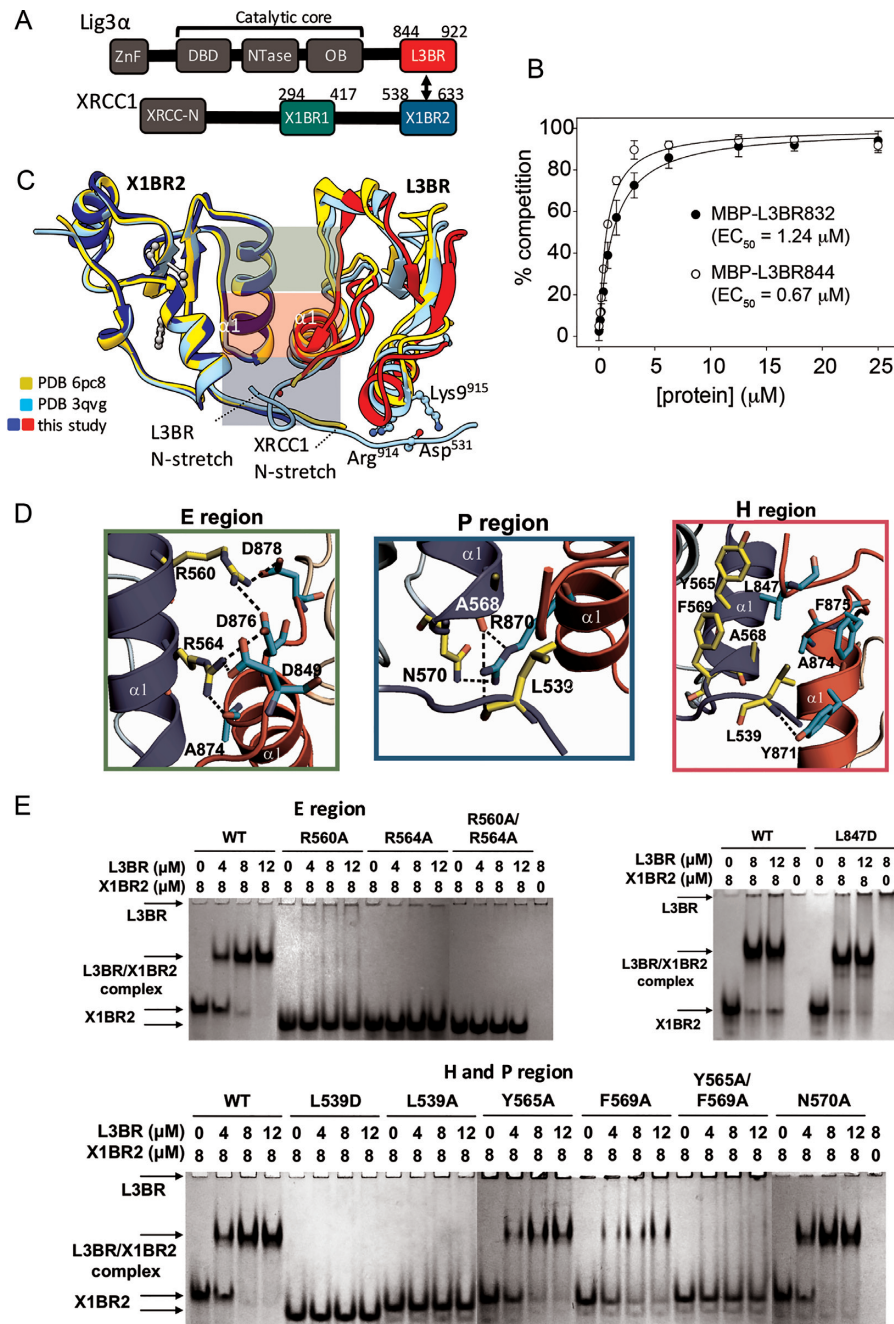 A
Lig3α
Catalytic core
844 922
ZnF DBD NTase OB L3BR
XRCC1
294 417 538 633
XRCC-N X1BR1 X1BR2
B
% competition
100
80
60
40
20
0
MBP-L3BR832
(EC50 = 1.24 μM)
MBP-L3BR844
(EC50 = 0.67 μM)
0 5 10 15 20 25
[protein] (μM)
C
X1BR2
L3BR
α1 α1
PDB 6pc8
PDB 3qvg
this study
L3BR
N-stretch
XRCC1
N-stretch
Lys9915
Arg914
Asp531
D
E region
R560
D878
D876
R564
D849
α1
A874
α1
P region
α1
A568
R870
α1
N570
L539
H region
Y565
L847
α1
F569
F875
A568
A874
α1
L539
Y871
E
E region
WT R560A R564A R560A/
R564A
L3BR (μM) 0 4 8 12 0 4 8 12 0 4 8 12 0 4 8 12 8
X1BR2 (μM) 8 8 8 8 8 8 8 8 8 8 8 8 8 8 8 8 0
L3BR
L3BR/X1BR2
complex
X1BR2
WT L847D
L3BR (μM) 0 8 12 8 0 8 12 8
X1BR2 (μM) 8 8 8 0 8 8 8 0
L3BR
L3BR/X1BR2
complex
X1BR2
H and P region
WT L539D L539A Y565A F569A Y565A/
F569A N570A
L3BR (μM) 0 4 8 12 0 4 8 12 0 4 8 12 0 4 8 12 0 4 8 12 0 4 8 12 0 4 8 12 8
X1BR2 (μM) 8 8 8 8 8 8 8 8 8 8 8 8 8 8 8 8 8 8 8 8 8 8 8 8 8 8 8 8 0
L3BR
L3BR/X1BR2
complex
X1BR2